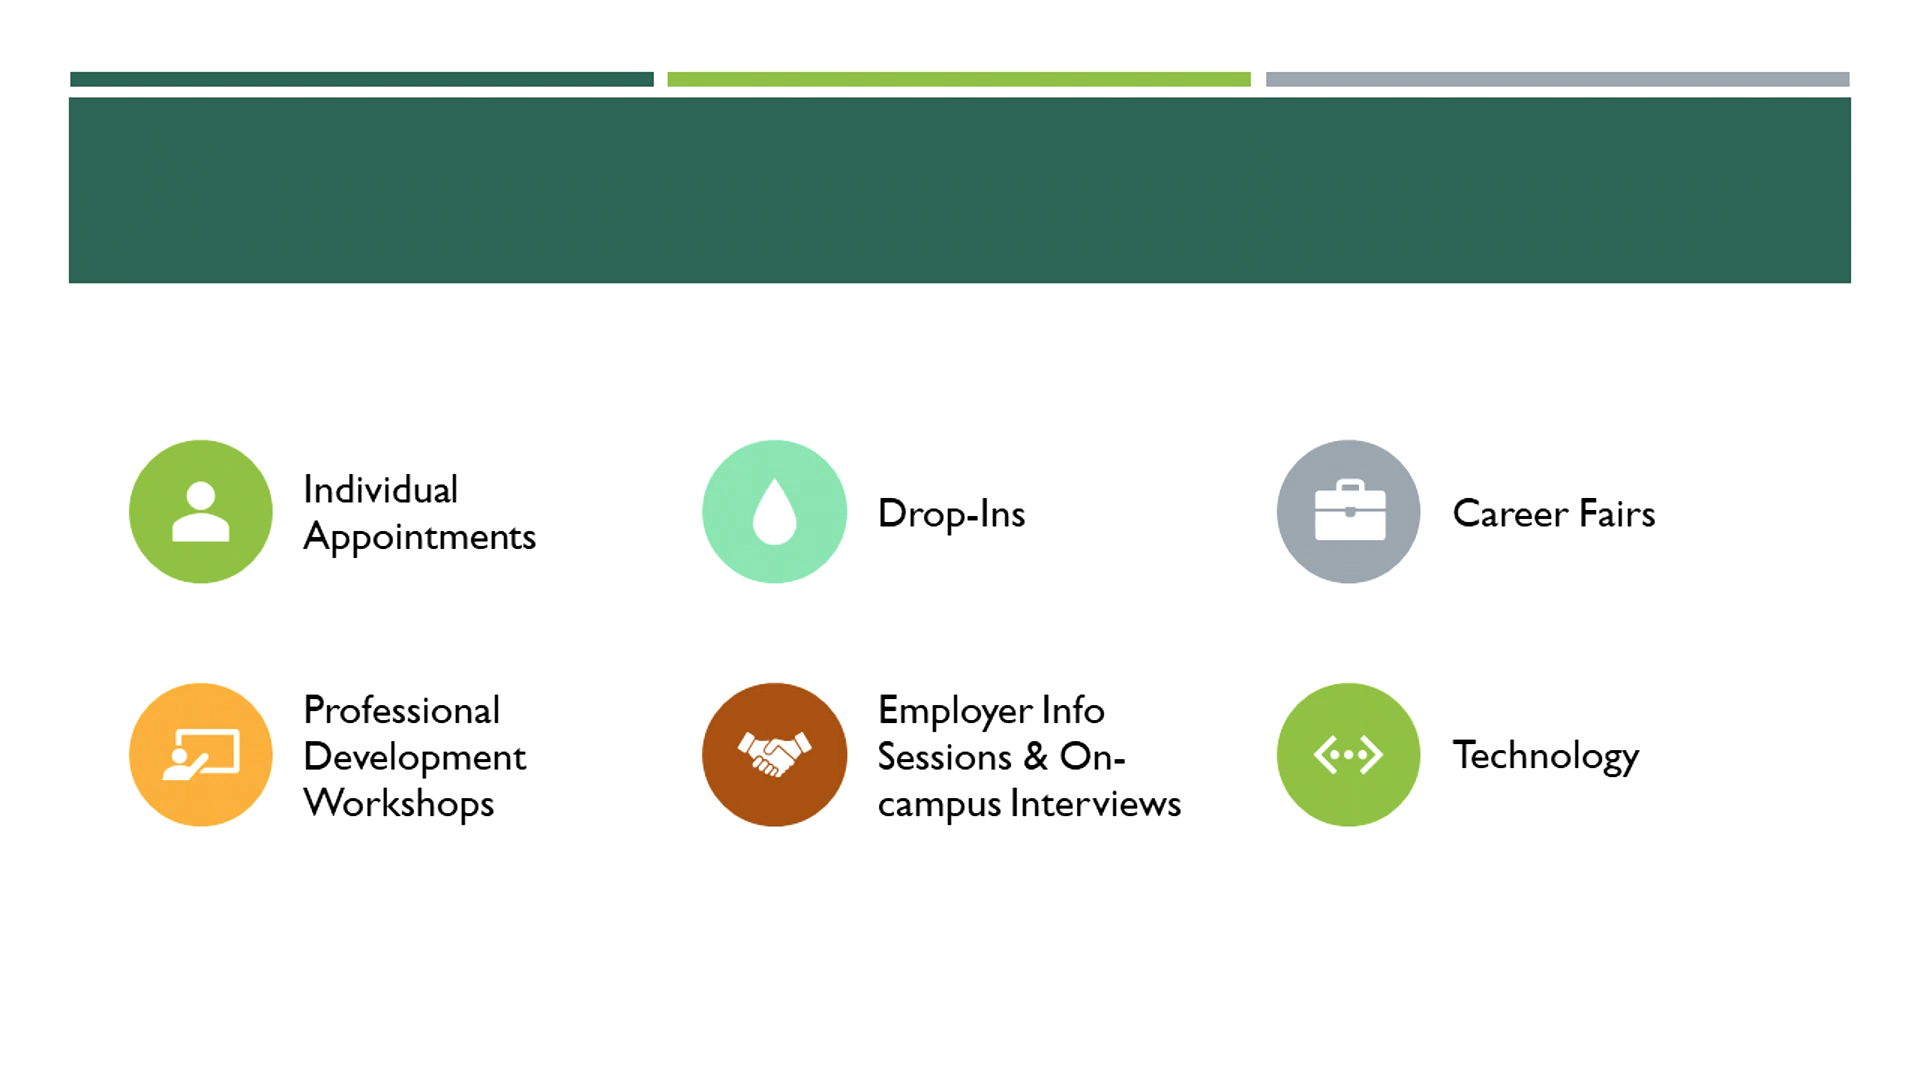 Individual
Appointments
Drop-Ins
Career Fairs
Professional
Development
Workshops
Employer Info
Sessions & On-
campus Interviews
Technology